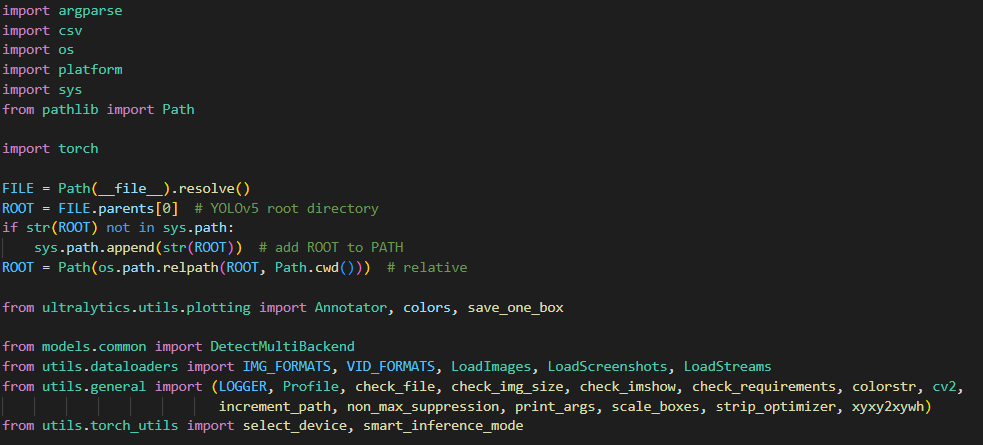 import argparse
import csv
import os
import platform
import sys
from pathlib import Path

import torch

FILE = Path(__file__).resolve()
ROOT = FILE.parents[0]  # YOLOv5 root directory
if str(ROOT) not in sys.path:
    sys.path.append(str(ROOT))  # add ROOT to PATH
ROOT = Path(os.path.relpath(ROOT, Path.cwd()))  # relative

from ultralytics.utils.plotting import Annotator, colors, save_one_box

from models.common import DetectMultiBackend
from utils.dataloaders import IMG_FORMATS, VID_FORMATS, LoadImages, LoadScreenshots, LoadStreams
from utils.general import (LOGGER, Profile, check_file, check_img_size, check_imshow, check_requirements, colorstr, cv2,
                           increment_path, non_max_suppression, print_args, scale_boxes, strip_optimizer, xyxy2xywh)
from utils.torch_utils import select_device, smart_inference_mode